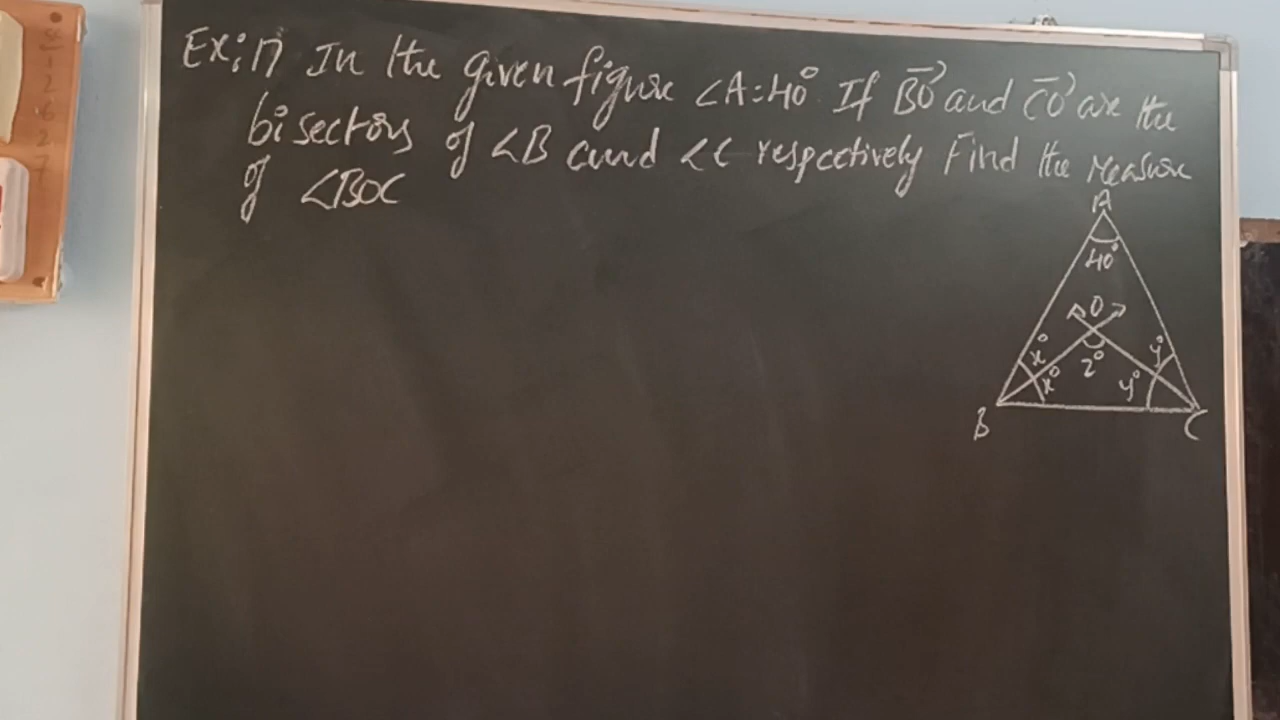 Ex:17 In the given figure ∠A=40° If BO⃗ and CO⃗ are the
bisectors of ∠B and ∠C respectively Find the Measure
of ∠BOC
A
40°
O
x° y°
z°
x° y°
B C